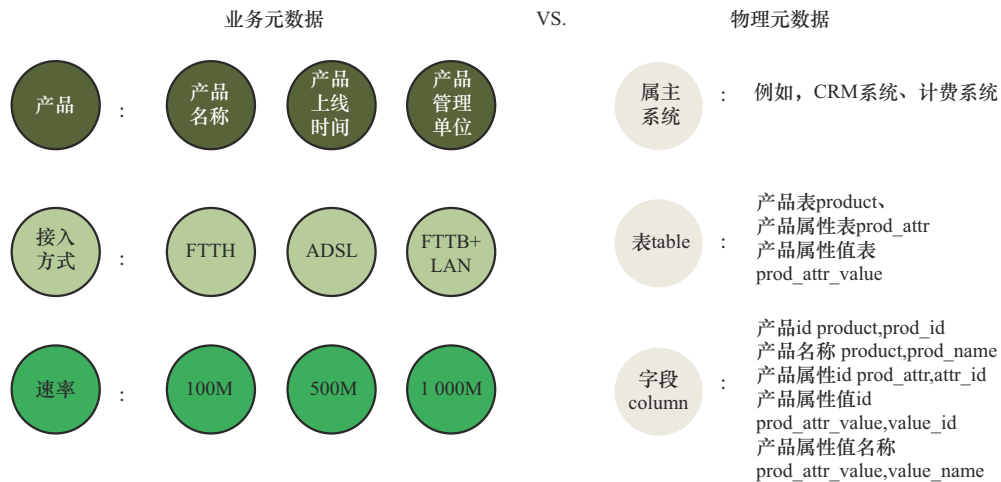 业务元数据 VS. 物理元数据
产品
:
产品
名称
产品
上线
时间
产品
管理
单位
属主
系统
:
例如，CRM系统、计费系统
接入
方式
:
FTTH
ADSL
FTTB+
LAN
表table
:
产品表product、
产品属性表prod_attr
产品属性值表
prod_attr_value
速率
:
100M
500M
1 000M
字段
column
:
产品id product,prod_id
产品名称 product,prod_name
产品属性id prod_attr,attr_id
产品属性值id
prod_attr_value,value_id
产品属性值名称
prod_attr_value,value_name